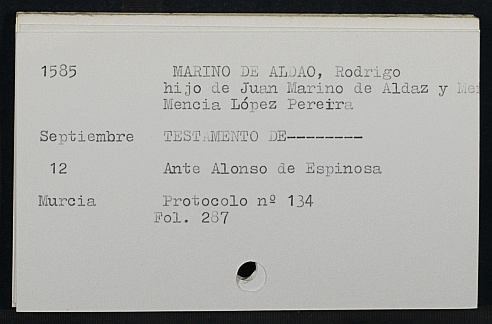 1585 MARINO DE ALDAO, Rodrigo
hijo de Juan Marino de Aldaz y Me
Mencia López Pereira
Septiembre TESTAMENTO DE--------
12 Ante Alonso de Espinosa
Murcia Protocolo nº 134
Fol. 287